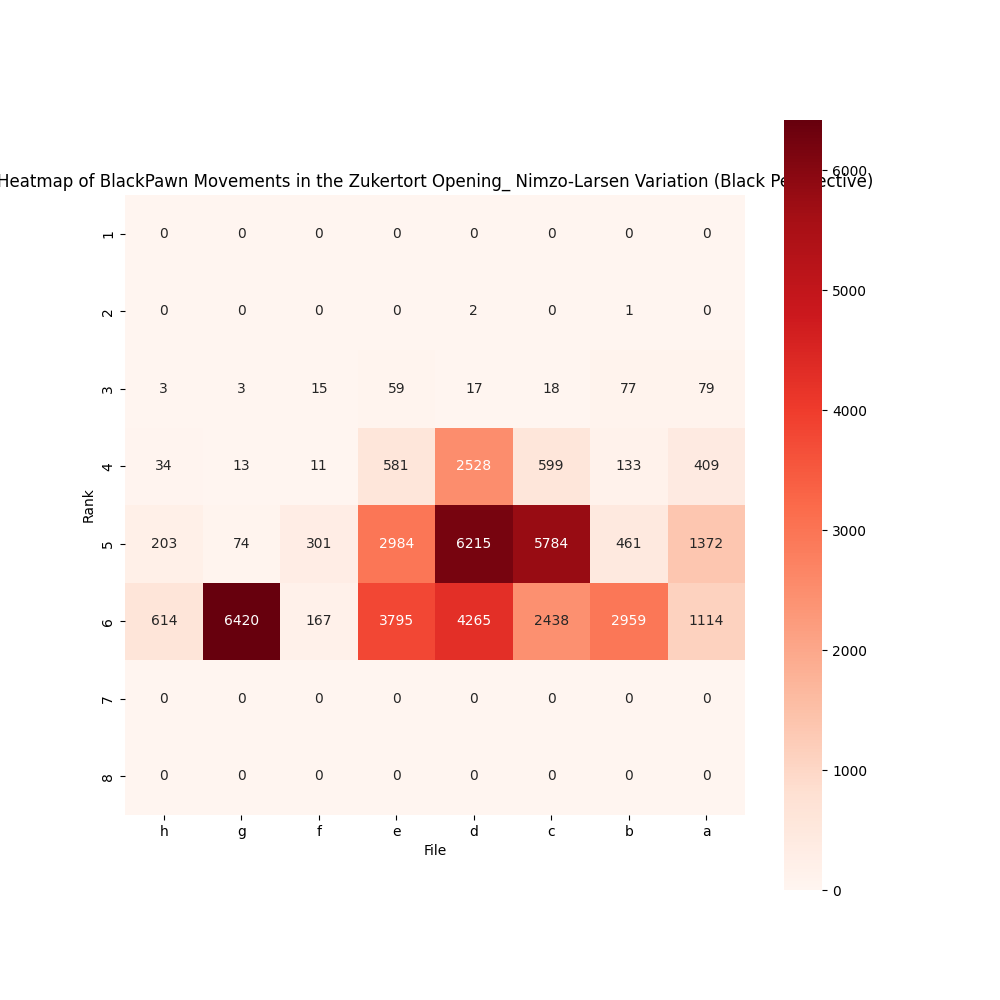 Heatmap of BlackPawn Movements in the Zukertort Opening_ Nimzo-Larsen Variation (Black Pe ective)
6000
5000
4000
3000
2000
1000
0
Rank
1 0 0 0 0 0 0 0 0
2 0 0 0 0 2 0 1 0
3 3 3 15 59 17 18 77 79
4 34 13 11 581 2528 599 133 409
5 203 74 301 2984 6215 5784 461 1372
6 614 6420 167 3795 4265 2438 2959 1114
7 0 0 0 0 0 0 0 0
8 0 0 0 0 0 0 0 0
h g f e d c b a
File